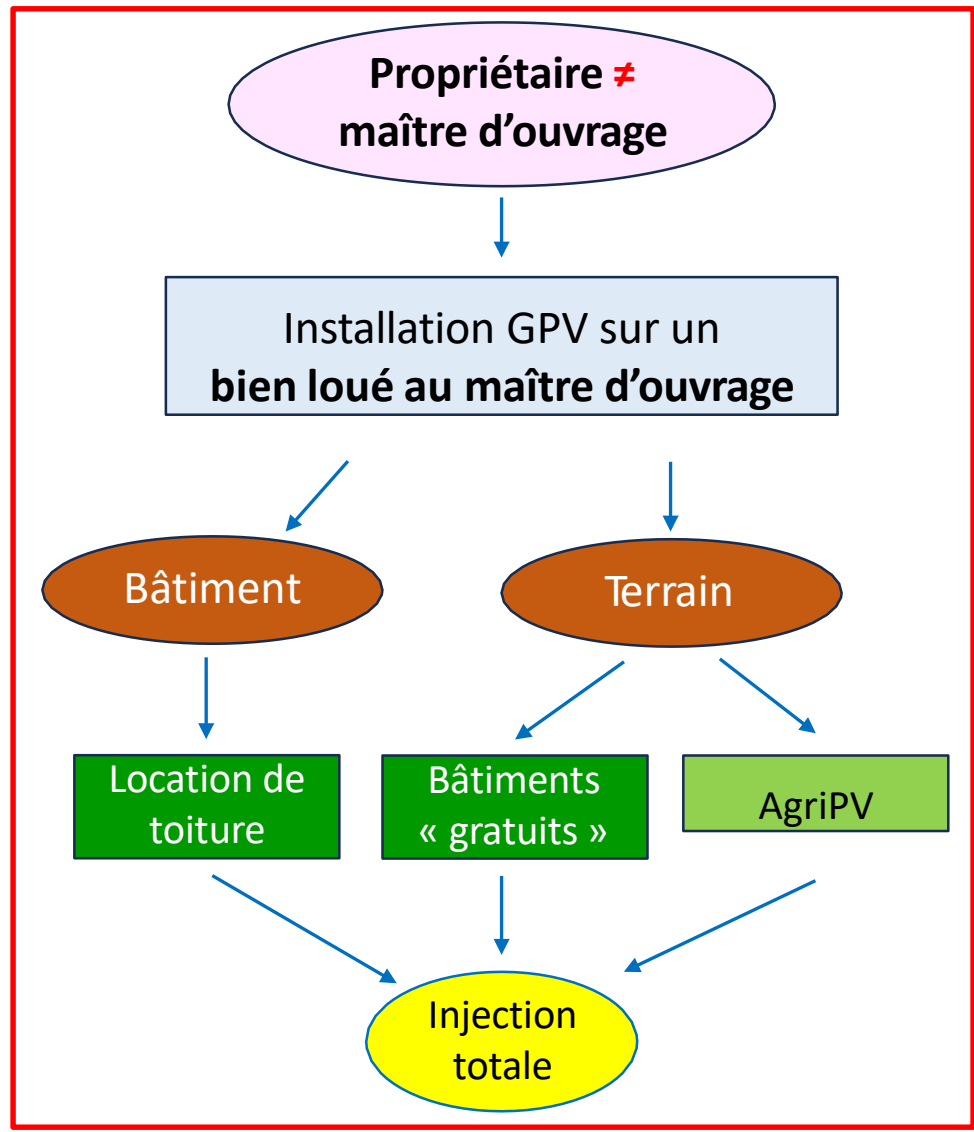 Propriétaire ≠
maître d’ouvrage
Installation GPV sur un
bien loué au maître d’ouvrage
Bâtiment
Terrain
Location de
toiture
Bâtiments
« gratuits »
AgriPV
Injection
totale